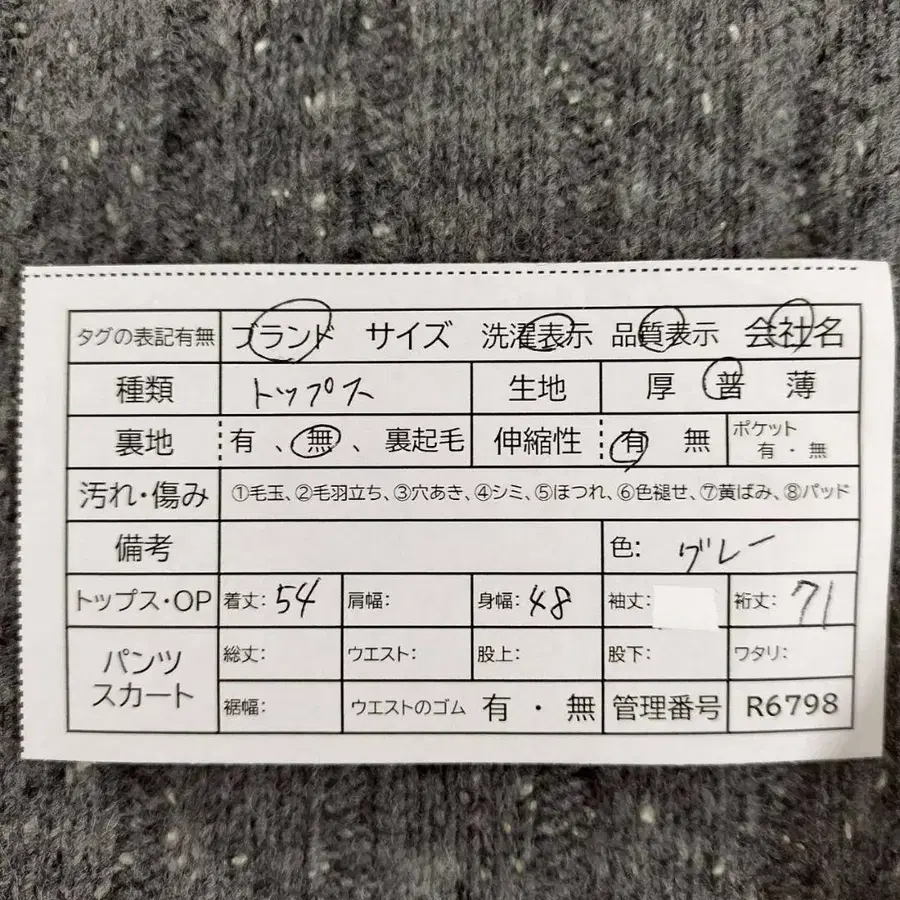 タグの表記有無 ブランド サイズ 洗濯表示 品質表示 会社名
種類 トップス 生地 厚 普 薄
裏地 有、無、裏起毛 伸縮性 有 無 ポケット 有・無
汚れ・傷み ①毛玉、②毛羽立ち、③穴あき、④シミ、⑤ほつれ、⑥色褪せ、⑦黄ばみ、⑧パッド
備考 色: グレー
トップス・OP 着丈: 54 肩幅: 身幅: 48 袖丈: 裄丈: 71
パンツ スカート 総丈: ウエスト: 股上: 股下: ワタリ:
裾幅: ウエストのゴム 有・無 管理番号 R6798